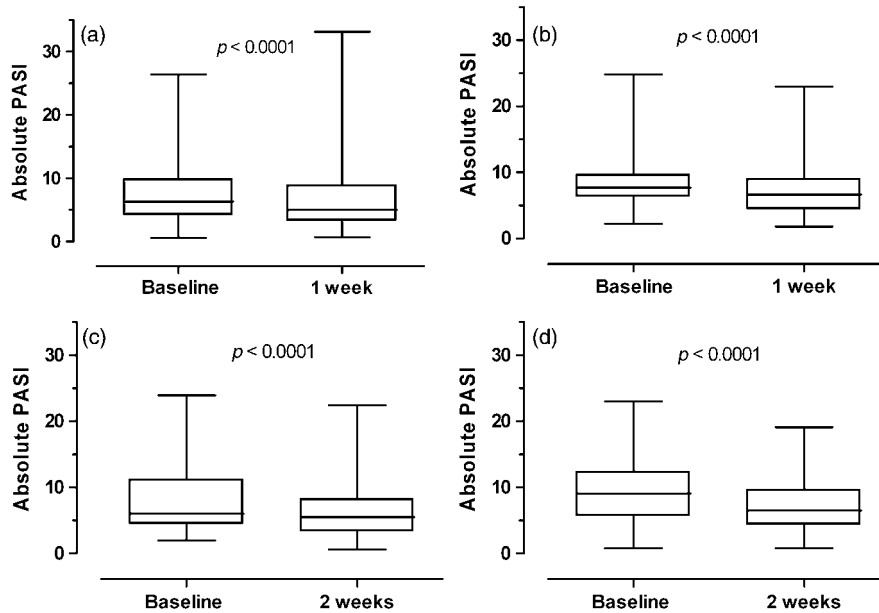 (a)
p < 0.0001
Absolute PASI
30
20
10
0
Baseline 1 week
(b)
p < 0.0001
Absolute PASI
30
20
10
0
Baseline 1 week
(c)
p < 0.0001
Absolute PASI
30
20
10
0
Baseline 2 weeks
(d)
p < 0.0001
Absolute PASI
30
20
10
0
Baseline 2 weeks